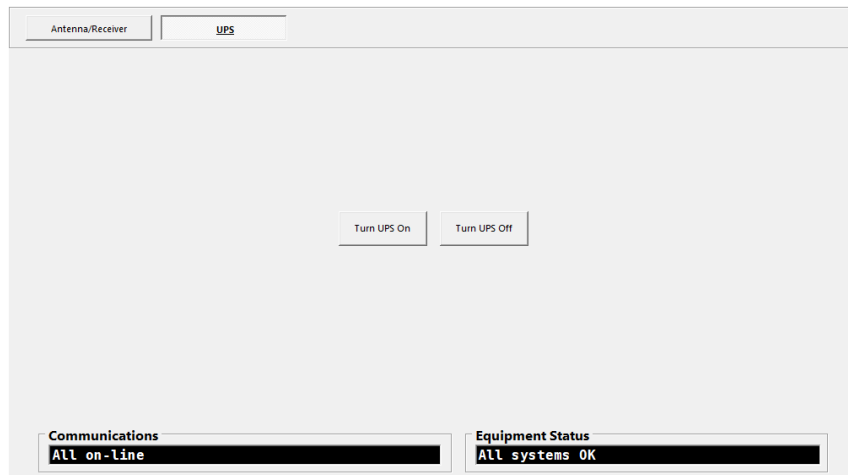 Antenna/Receiver UPS
Turn UPS On Turn UPS Off
Communications Equipment Status
All on-line All systems OK